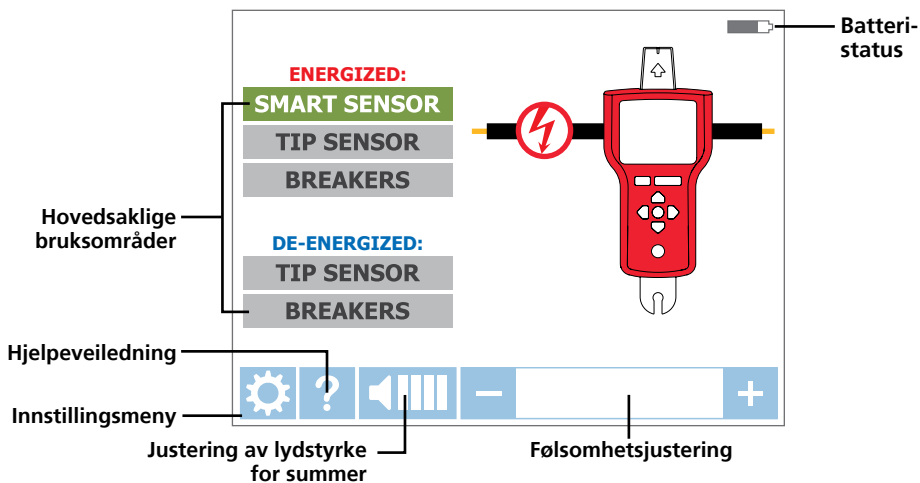 Batteri-
status
ENERGIZED:
SMART SENSOR
TIP SENSOR
BREAKERS
Hovedsaklige
bruksområder
DE-ENERGIZED:
TIP SENSOR
BREAKERS
Hjelpeveiledning
?
Innstillingsmeny
Justering av lydstyrke
for summer
Følsomhetsjustering